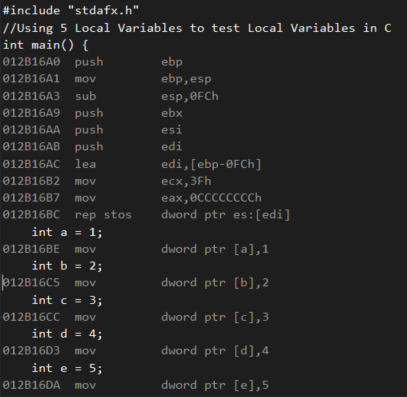 #include "stdafx.h"
//Using 5 Local Variables to test Local Variables in C
int main() {
012B16A0 push ebp
012B16A1 mov ebp,esp
012B16A3 sub esp,0FCh
012B16A9 push ebx
012B16AA push esi
012B16AB push edi
012B16AC lea edi,[ebp-0FCh]
012B16B2 mov ecx,3Fh
012B16B7 mov eax,0CCCCCCCCh
012B16BC rep stos dword ptr es:[edi]
int a = 1;
012B16BE mov dword ptr [a],1
int b = 2;
012B16C5 mov dword ptr [b],2
int c = 3;
012B16CC mov dword ptr [c],3
int d = 4;
012B16D3 mov dword ptr [d],4
int e = 5;
012B16DA mov dword ptr [e],5